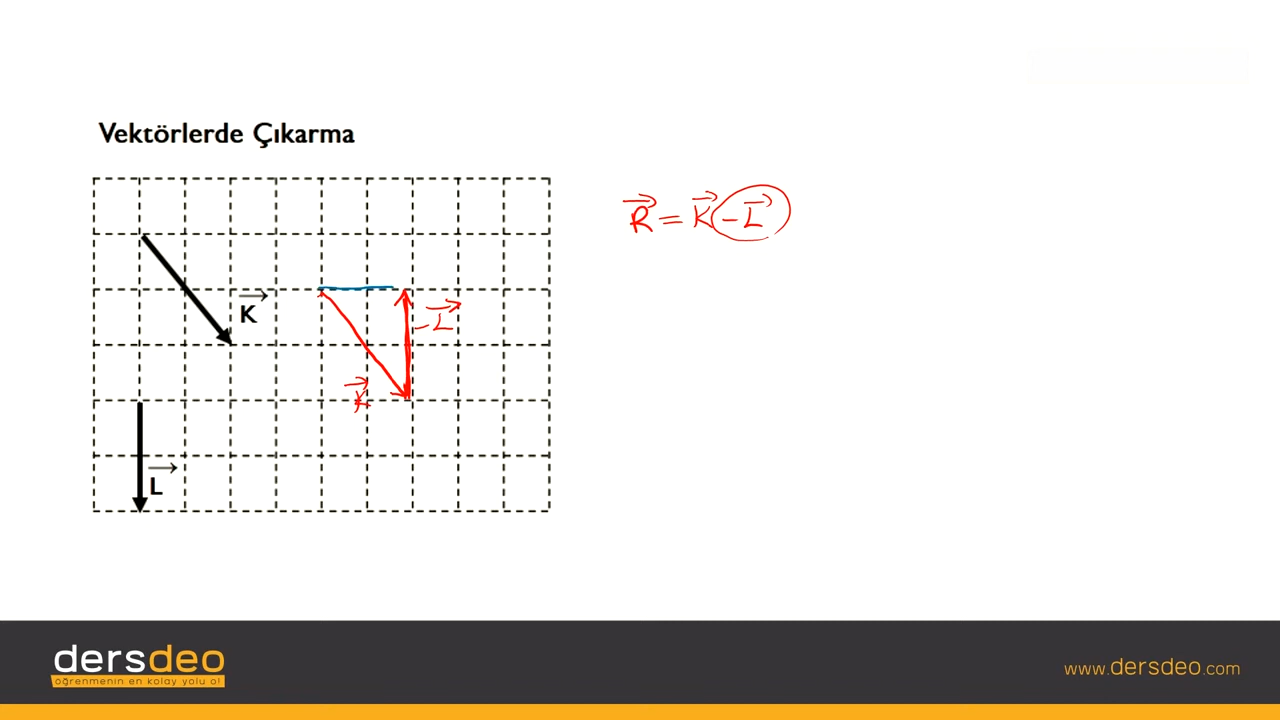 Vektörlerde Çıkarma
R = K - L
K
-L
K
L
dersdeo
öğrenmenin en kolay yolu o!
www.dersdeo.com